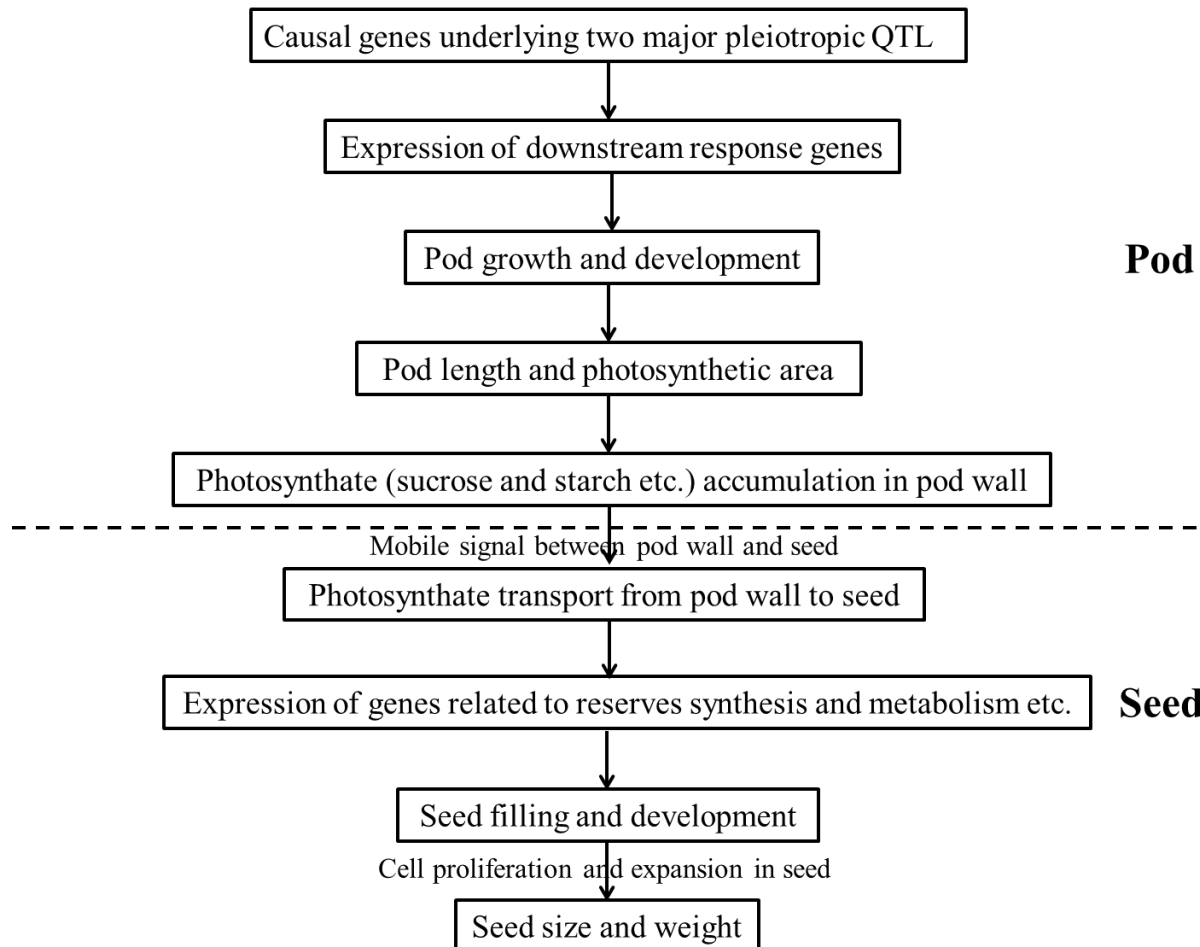 Causal genes underlying two major pleiotropic QTL
Expression of downstream response genes
Pod growth and development
Pod
Pod length and photosynthetic area
Photosynthate (sucrose and starch etc.) accumulation in pod wall
Mobile signal between pod wall and seed
Photosynthate transport from pod wall to seed
Expression of genes related to reserves synthesis and metabolism etc.
Seed
Seed filling and development
Cell proliferation and expansion in seed
Seed size and weight